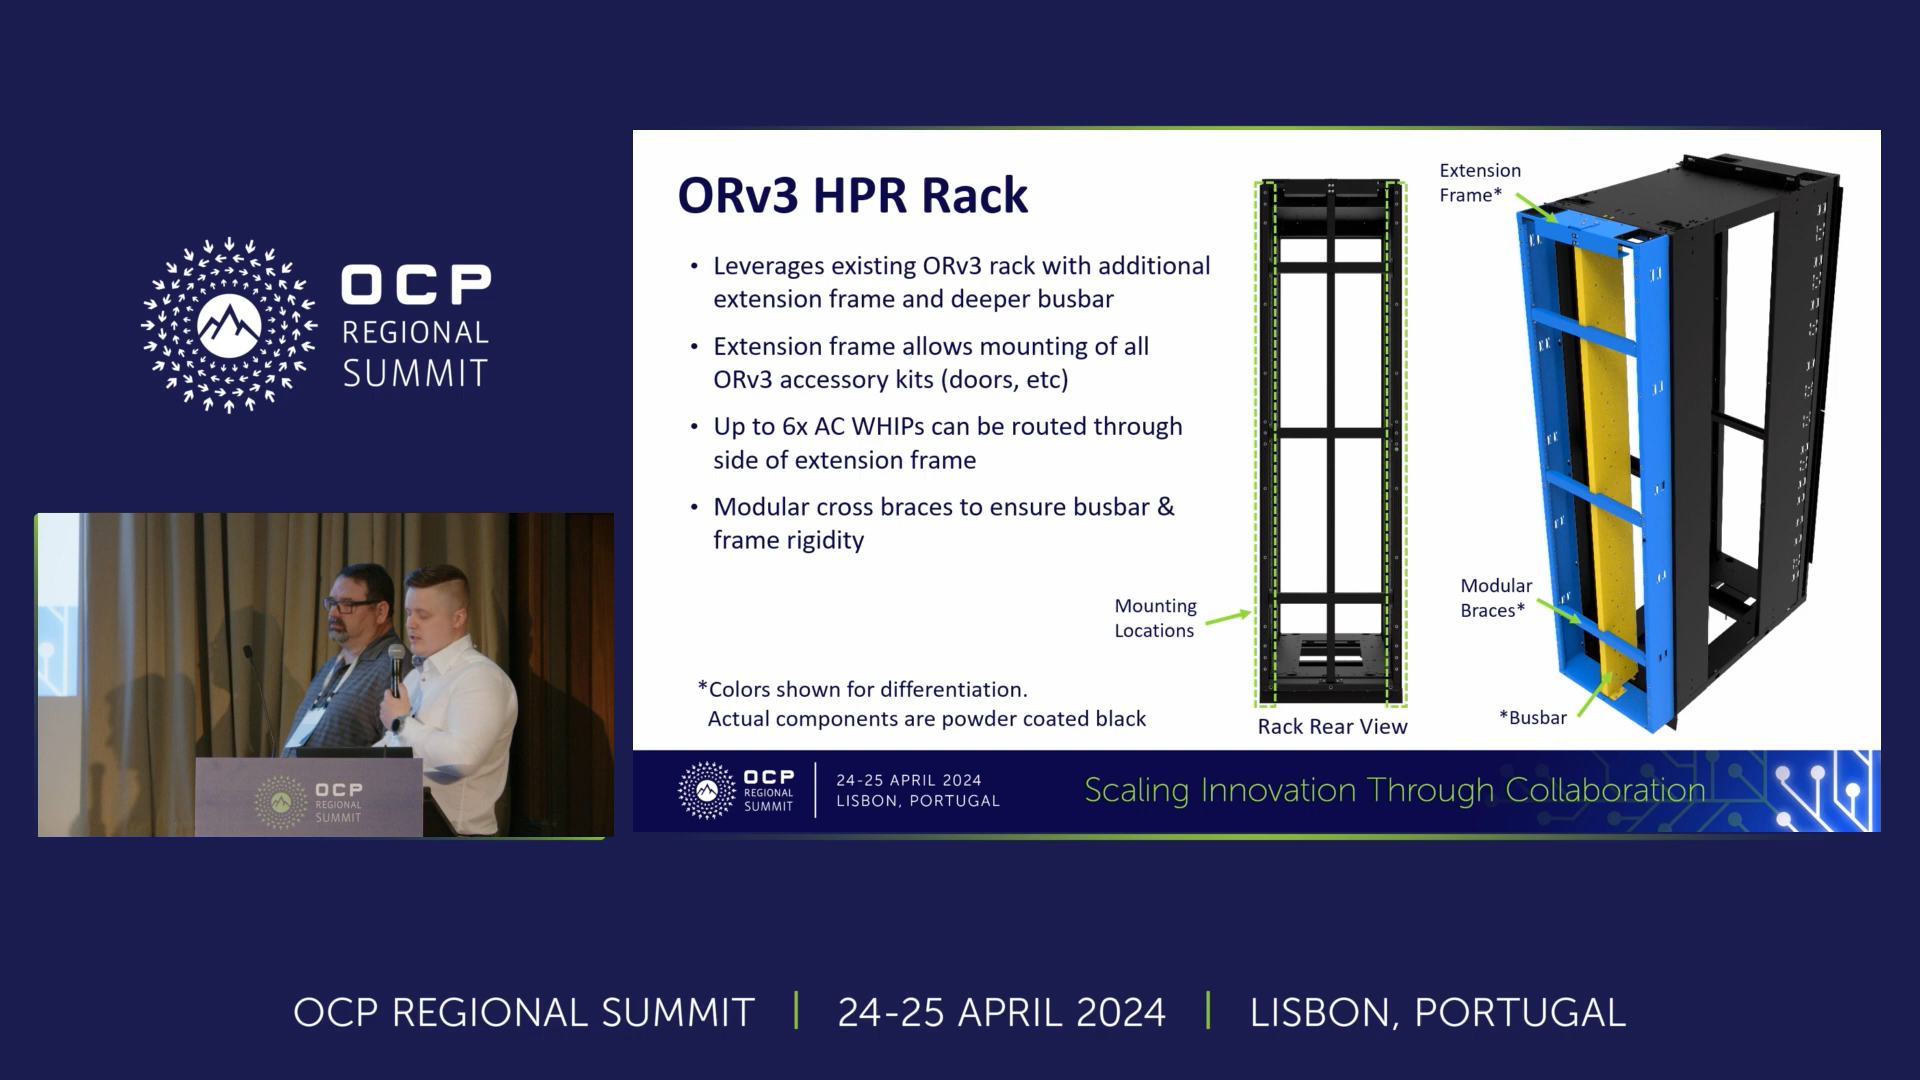 OCP
REGIONAL
SUMMIT
ORv3 HPR Rack
• Leverages existing ORv3 rack with additional
extension frame and deeper busbar
• Extension frame allows mounting of all
ORv3 accessory kits (doors, etc)
• Up to 6x AC WHIPs can be routed through
side of extension frame
• Modular cross braces to ensure busbar &
frame rigidity
*Colors shown for differentiation.
Actual components are powder coated black
Mounting
Locations
Rack Rear View
Extension
Frame*
Modular
Braces*
*Busbar
OCP
REGIONAL
SUMMIT
24-25 APRIL 2024
LISBON, PORTUGAL
Scaling Innovation Through Collaboration
OCP
REGIONAL
SUMMIT
OCP REGIONAL SUMMIT | 24-25 APRIL 2024 | LISBON, PORTUGAL